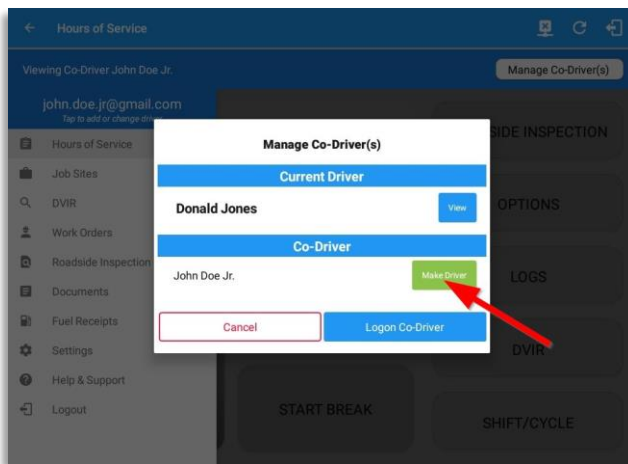 Hours of Service
Viewing Co-Driver John Doe Jr.
Manage Co-Driver(s)
john.doe.jr@gmail.com
Tap to add or change
Hours of Service
Job Sites
DVIR
Work Orders
Roadside Inspection
Documents
Fuel Receipts
Settings
Help & Support
Logout
Manage Co-Driver(s)
Current Driver
Donald Jones
View
Co-Driver
John Doe Jr.
Make Driver
Cancel
Logon Co-Driver
INSPECTION
OPTIONS
LOGS
DVIR
START BREAK
SHIFT/CYCLE